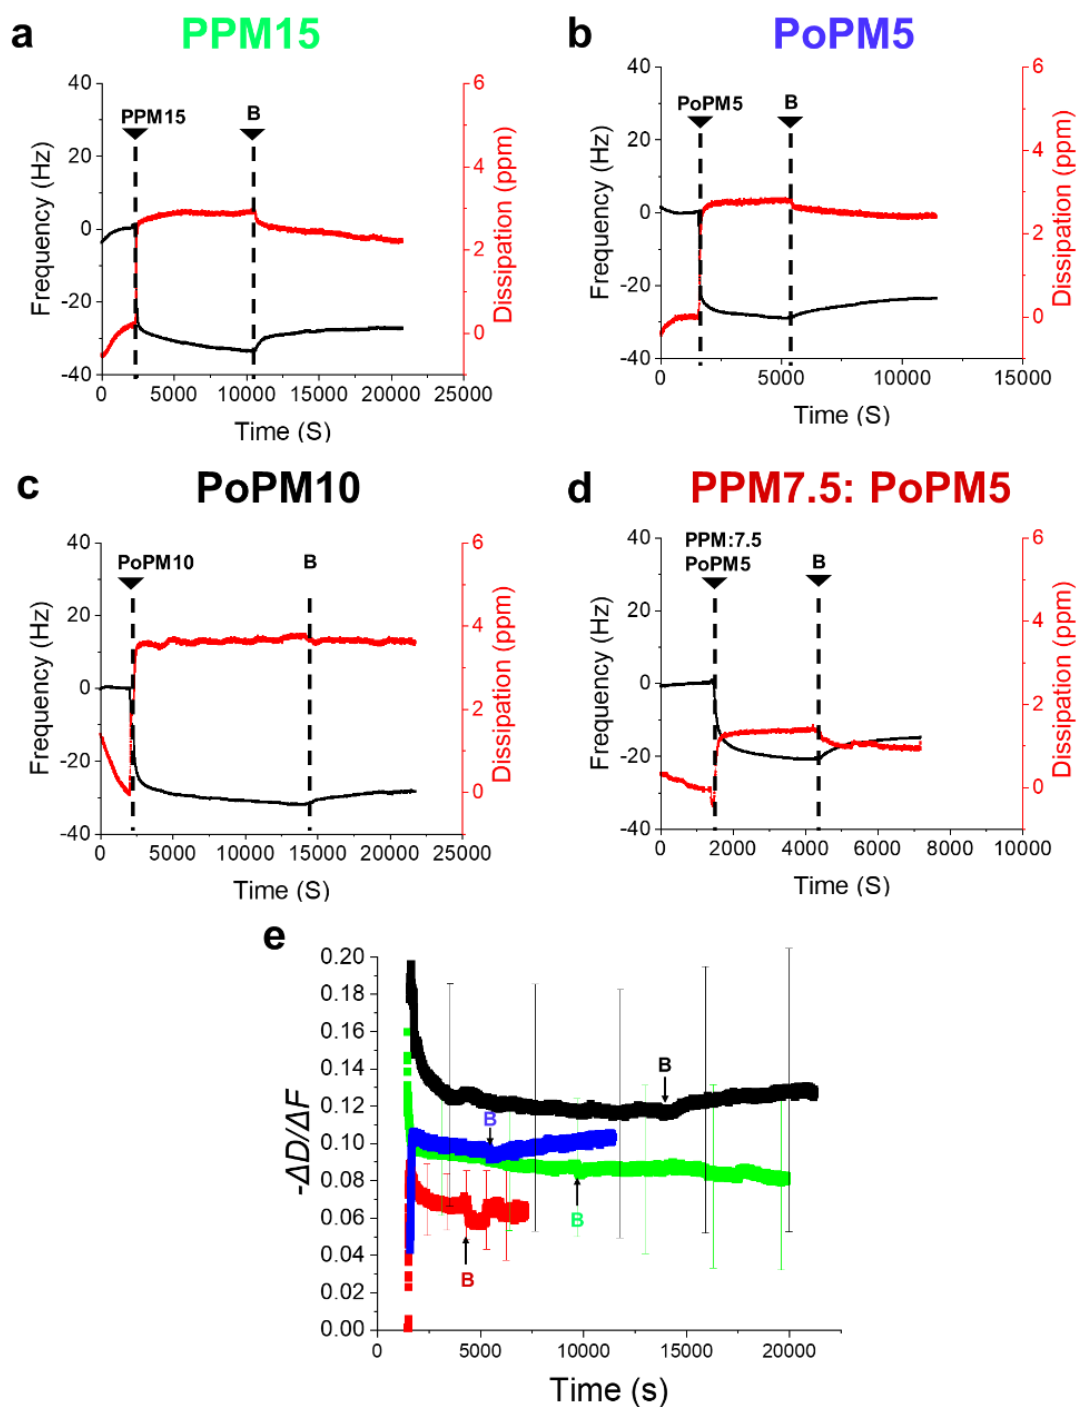 a PPM15
40
20
0
-20
-40
Frequency (Hz)
PPM15
B
6
4
2
0
Dissipation (ppm)
0 5000 10000 15000 20000 25000
Time (S)
b PoPM5
40
20
0
-20
-40
Frequency (Hz)
PoPM5
B
6
4
2
0
Dissipation (ppm)
0 5000 10000 15000
Time (S)
c PoPM10
40
20
0
-20
-40
Frequency (Hz)
PoPM10
B
6
4
2
0
Dissipation (ppm)
0 5000 10000 15000 20000 25000
Time (S)
d PPM7.5: PoPM5
40
20
0
-20
-40
Frequency (Hz)
PPM:7.5
PoPM5
B
6
4
2
0
Dissipation (ppm)
0 2000 4000 6000 8000 10000
Time (S)
e
0.20
0.18
0.16
0.14
0.12
0.10
0.08
0.06
0.04
0.02
0.00
-ΔD/ΔF
B
B
B
B
0 5000 10000 15000 20000
Time (s)